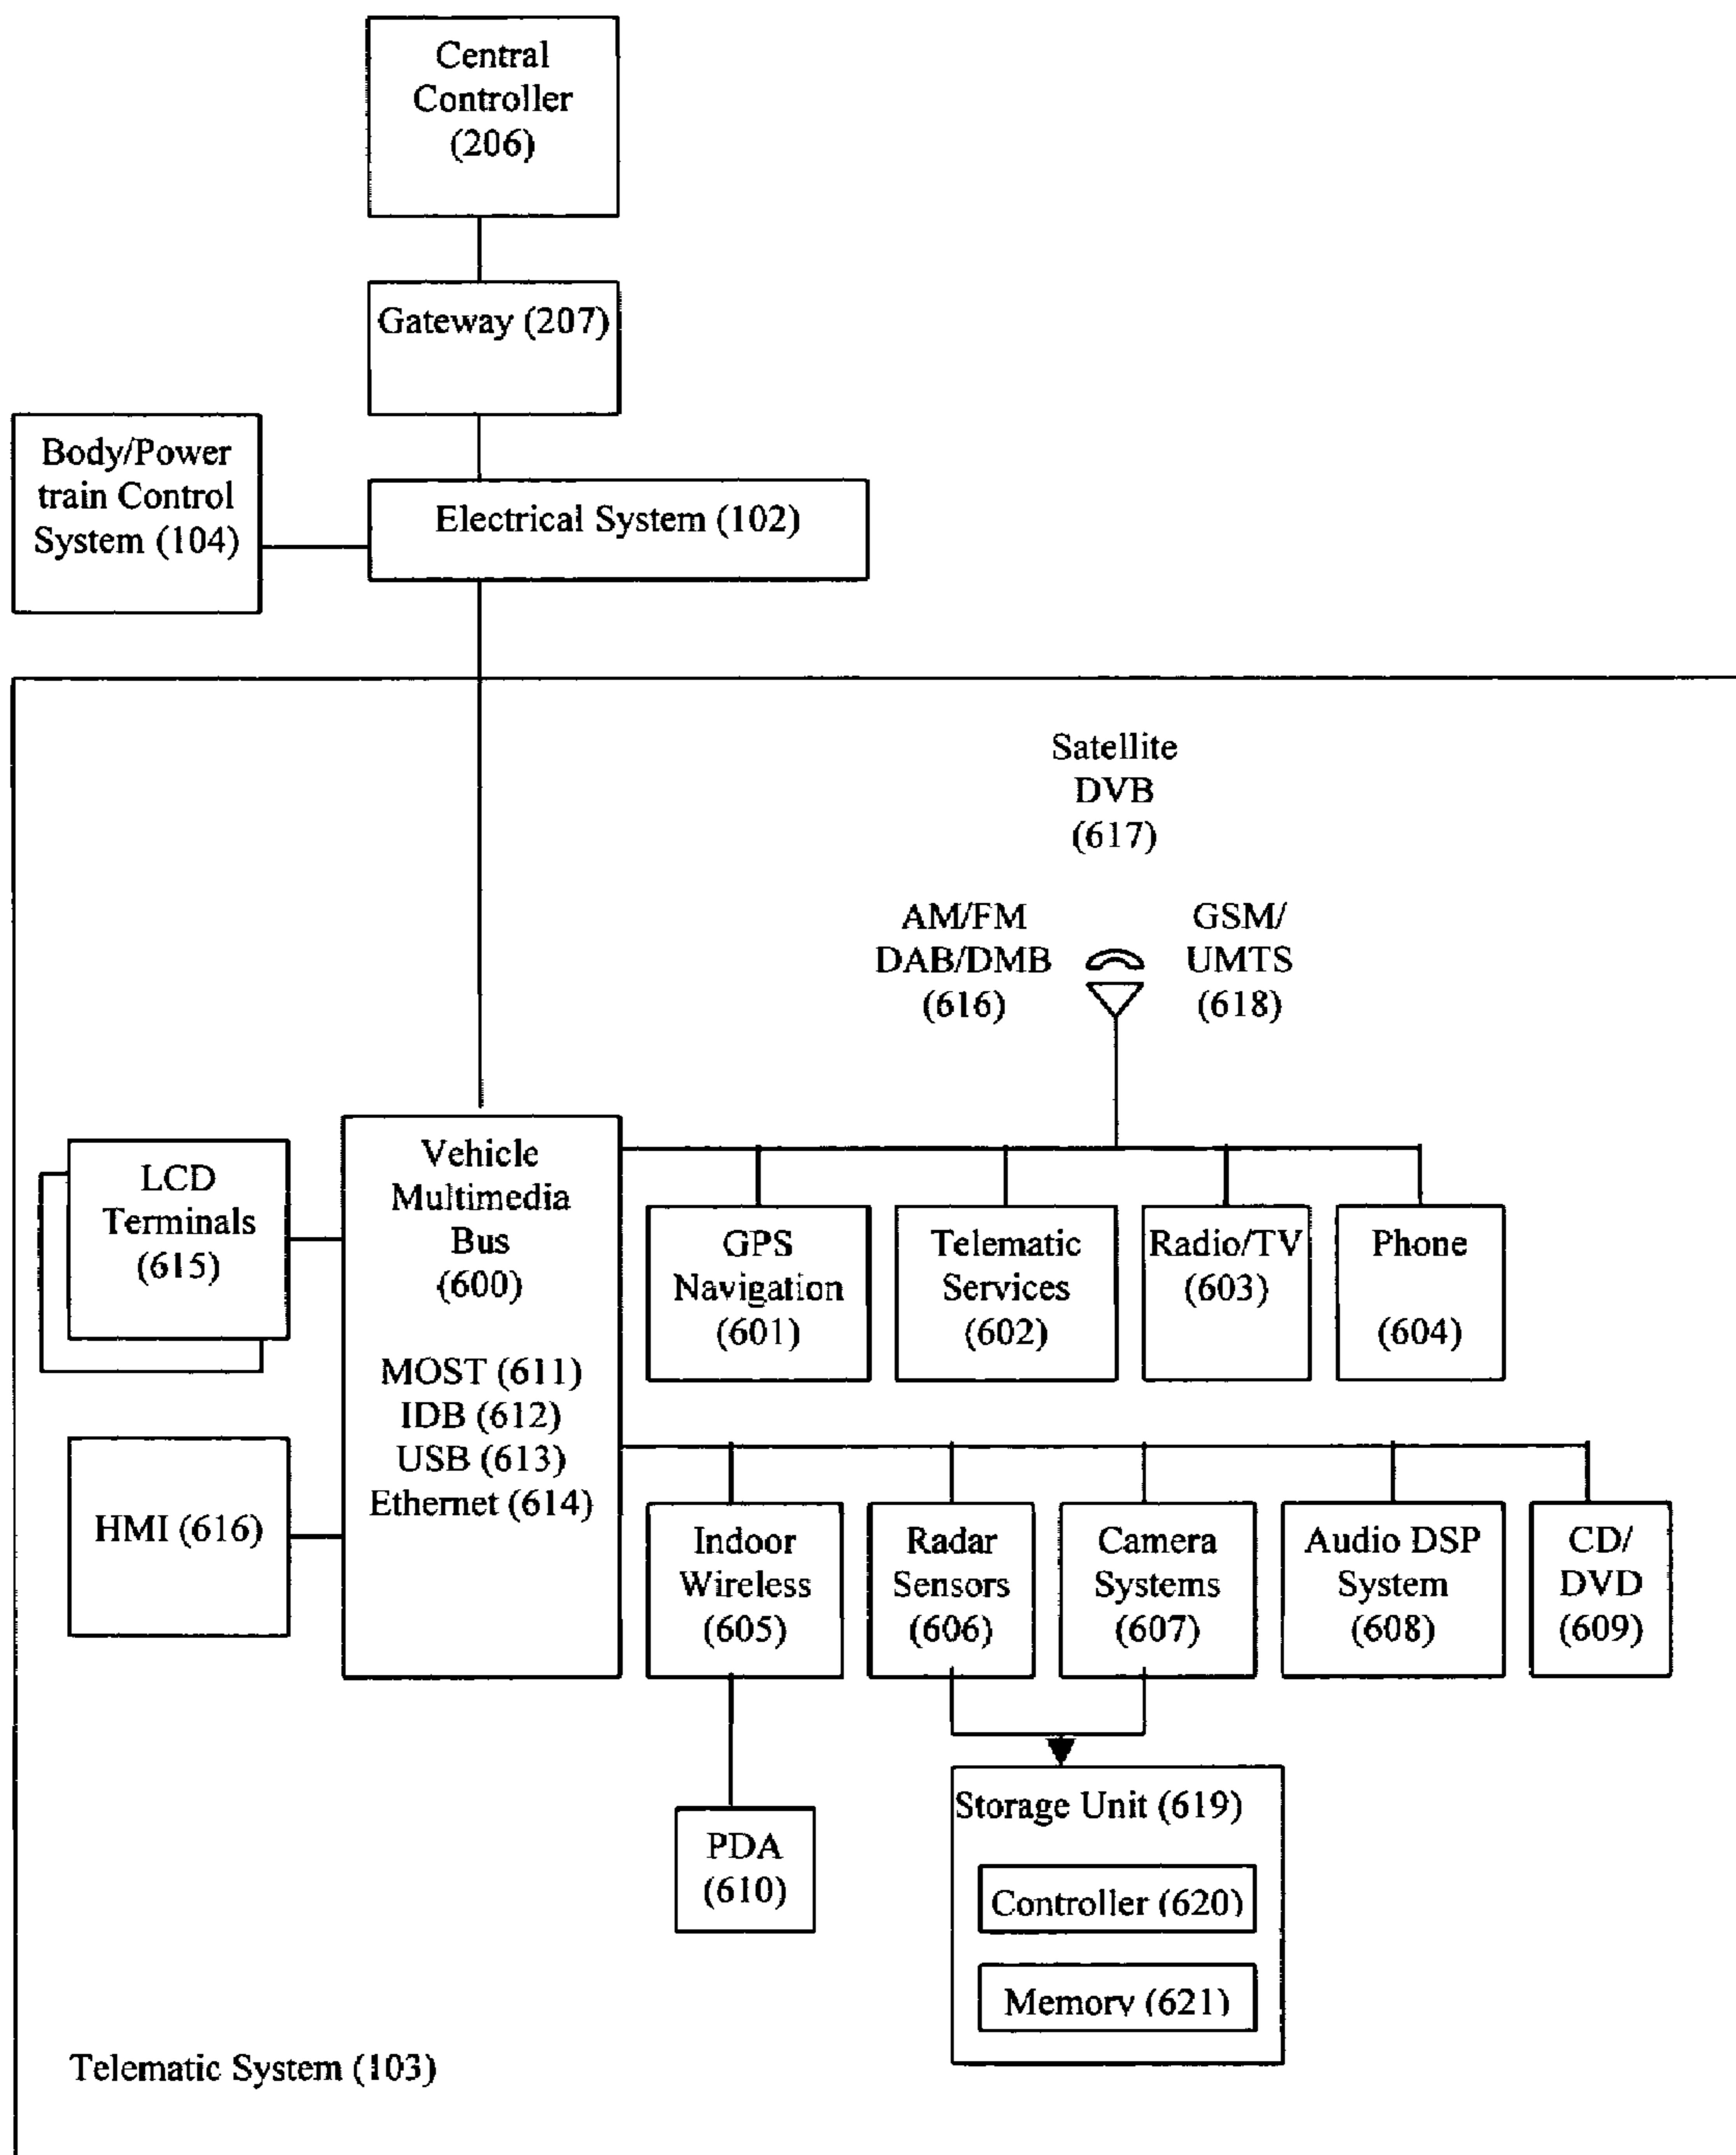 Central
Controller
(206)
Gateway (207)
Body/Power
train Control
System (104)
Electrical System (102)
Satellite
DVB
(617)
AM/FM
DAB/DMB
(616)
GSM/
UMTS
(618)
LCD
Terminals
(615)
Vehicle
Multimedia
Bus
(600)
MOST (611)
IDB (612)
USB (613)
Ethernet (614)
HMI (616)
GPS
Navigation
(601)
Telematic
Services
(602)
Radio/TV
(603)
Phone
(604)
Indoor
Wireless
(605)
Radar
Sensors
(606)
Camera
Systems
(607)
Audio DSP
System
(608)
CD/
DVD
(609)
PDA
(610)
Storage Unit (619)
Controller (620)
Memory (621)
Telematic System (103)